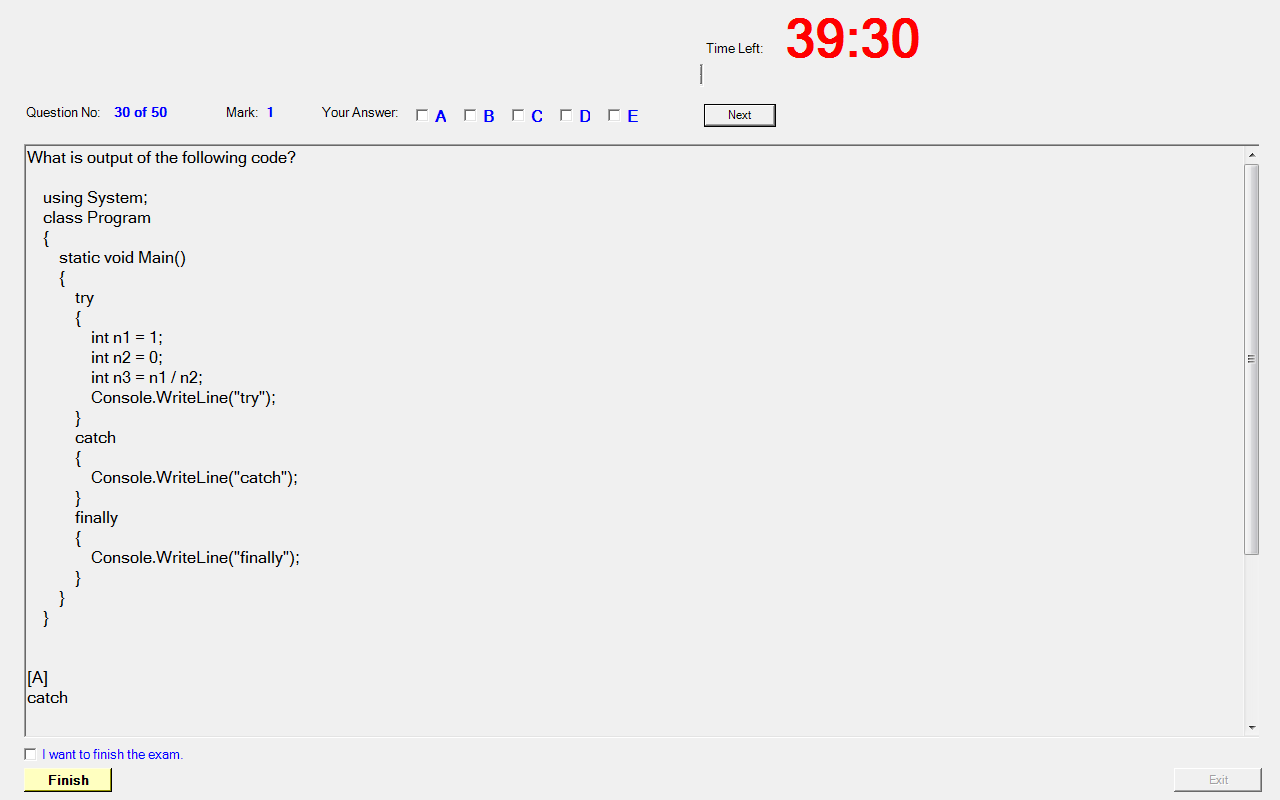 Time Left: 39:30
Question No: 30 of 50 Mark: 1 Your Answer: A B C D E Next
What is output of the following code?
using System;
class Program
{
static void Main()
{
try
{
int n1 = 1;
int n2 = 0;
int n3 = n1 / n2;
Console.WriteLine("try");
}
catch
{
Console.WriteLine("catch");
}
finally
{
Console.WriteLine("finally");
}
}
}
[A]
catch
I want to finish the exam.
Finish Exit